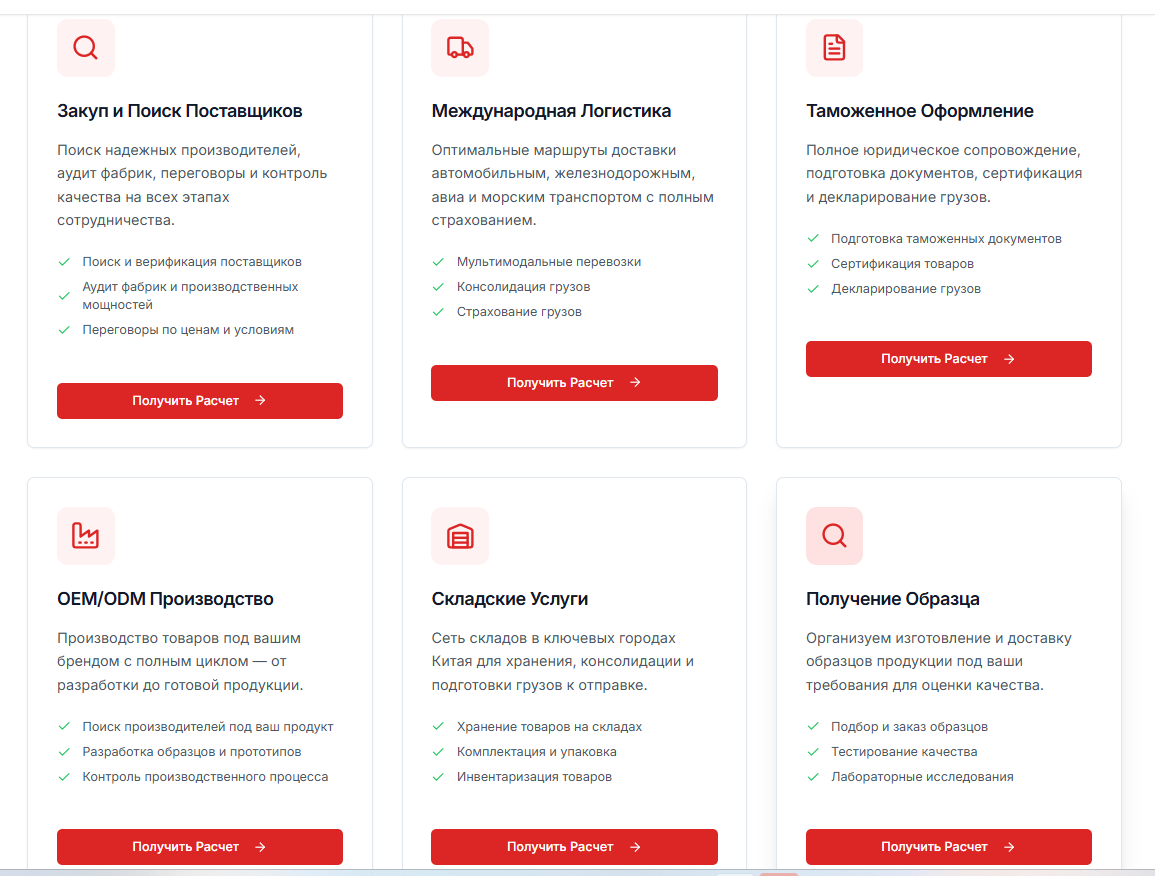 Закуп и Поиск Поставщиков
Поиск надежных производителей,
аудит фабрик, переговоры и контроль
качества на всех этапах
сотрудничества.
Поиск и верификация поставщиков
Аудит фабрик и производственных
мощностей
Переговоры по ценам и условиям
Получить Расчет
Международная Логистика
Оптимальные маршруты доставки
автомобильным, железнодорожным,
авиа и морским транспортом с полным
страхованием.
Мультимодальные перевозки
Консолидация грузов
Страхование грузов
Получить Расчет
Таможенное Оформление
Полное юридическое сопровождение,
подготовка документов, сертификация
и декларирование грузов.
Подготовка таможенных документов
Сертификация товаров
Декларирование грузов
Получить Расчет
OEM/ODM Производство
Производство товаров под вашим
брендом с полным циклом — от
разработки до готовой продукции.
Поиск производителей под ваш продукт
Разработка образцов и прототипов
Контроль производственного процесса
Получить Расчет
Складские Услуги
Сеть складов в ключевых городах
Китая для хранения, консолидации и
подготовки грузов к отправке.
Хранение товаров на складах
Комплектация и упаковка
Инвентаризация товаров
Получить Расчет
Получение Образца
Организуем изготовление и доставку
образцов продукции под ваши
требования для оценки качества.
Подбор и заказ образцов
Тестирование качества
Лабораторные исследования
Получить Расчет